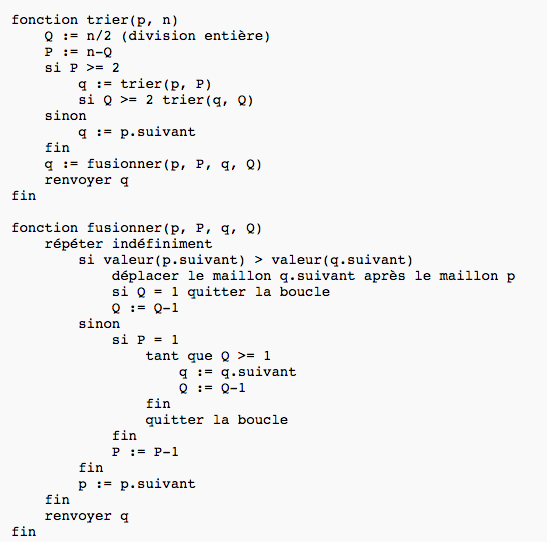 fonction trier(p, n)
    Q := n/2 (division entière)
    P := n-Q
    si P >= 2
        q := trier(p, P)
        si Q >= 2 trier(q, Q)
    sinon
        q := p.suivant
    fin
    q := fusionner(p, P, q, Q)
    renvoyer q
fin

fonction fusionner(p, P, q, Q)
    répéter indéfiniment
        si valeur(p.suivant) > valeur(q.suivant)
            déplacer le maillon q.suivant après le maillon p
            si Q = 1 quitter la boucle
            Q := Q-1
        sinon
            si P = 1
                tant que Q >= 1
                    q := q.suivant
                    Q := Q-1
                fin
                quitter la boucle
            fin
            P := P-1
        fin
        p := p.suivant
    fin
    renvoyer q
fin